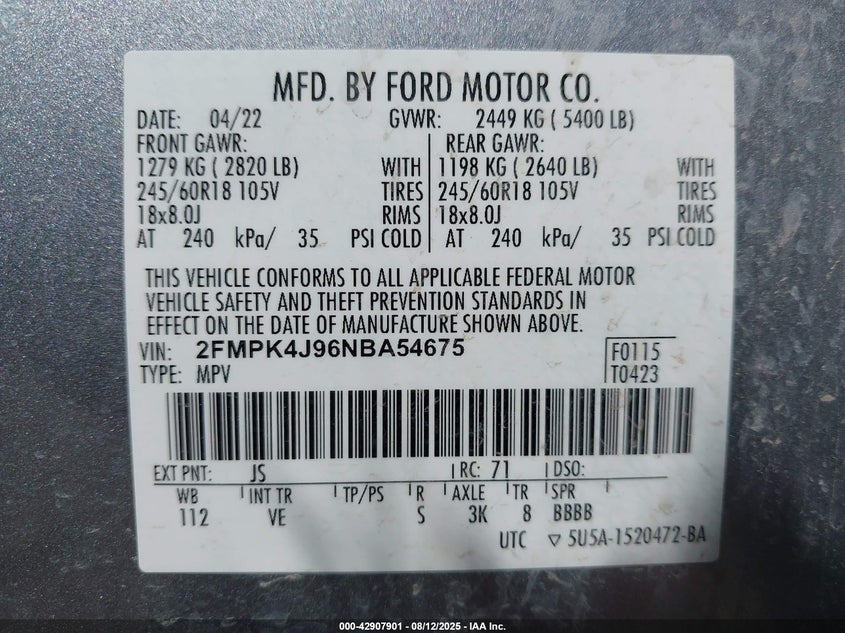 MFD. BY FORD MOTOR CO.
DATE: 04/22 GVWR: 2449 KG ( 5400 LB)
FRONT GAWR: REAR GAWR:
1279 KG ( 2820 LB) WITH 1198 KG ( 2640 LB) WITH
245/60R18 105V TIRES 245/60R18 105V TIRES
18x8.0J RIMS 18x8.0J RIMS
AT 240 kPa/ 35 PSI COLD AT 240 kPa/ 35 PSI COLD
THIS VEHICLE CONFORMS TO ALL APPLICABLE FEDERAL MOTOR
VEHICLE SAFETY AND THEFT PREVENTION STANDARDS IN
EFFECT ON THE DATE OF MANUFACTURE SHOWN ABOVE.
VIN: 2FMPK4J96NBA54675 F0115
TYPE: MPV T0423
EXT PNT: JS RC: 71 DSO:
WB INT TR TP/PS R AXLE TR SPR
112 VE S 3K 8 BBBB
UTC ▽ 5U5A-1520472-BA
000-42907901 - 08/12/2025 - IAA Inc.